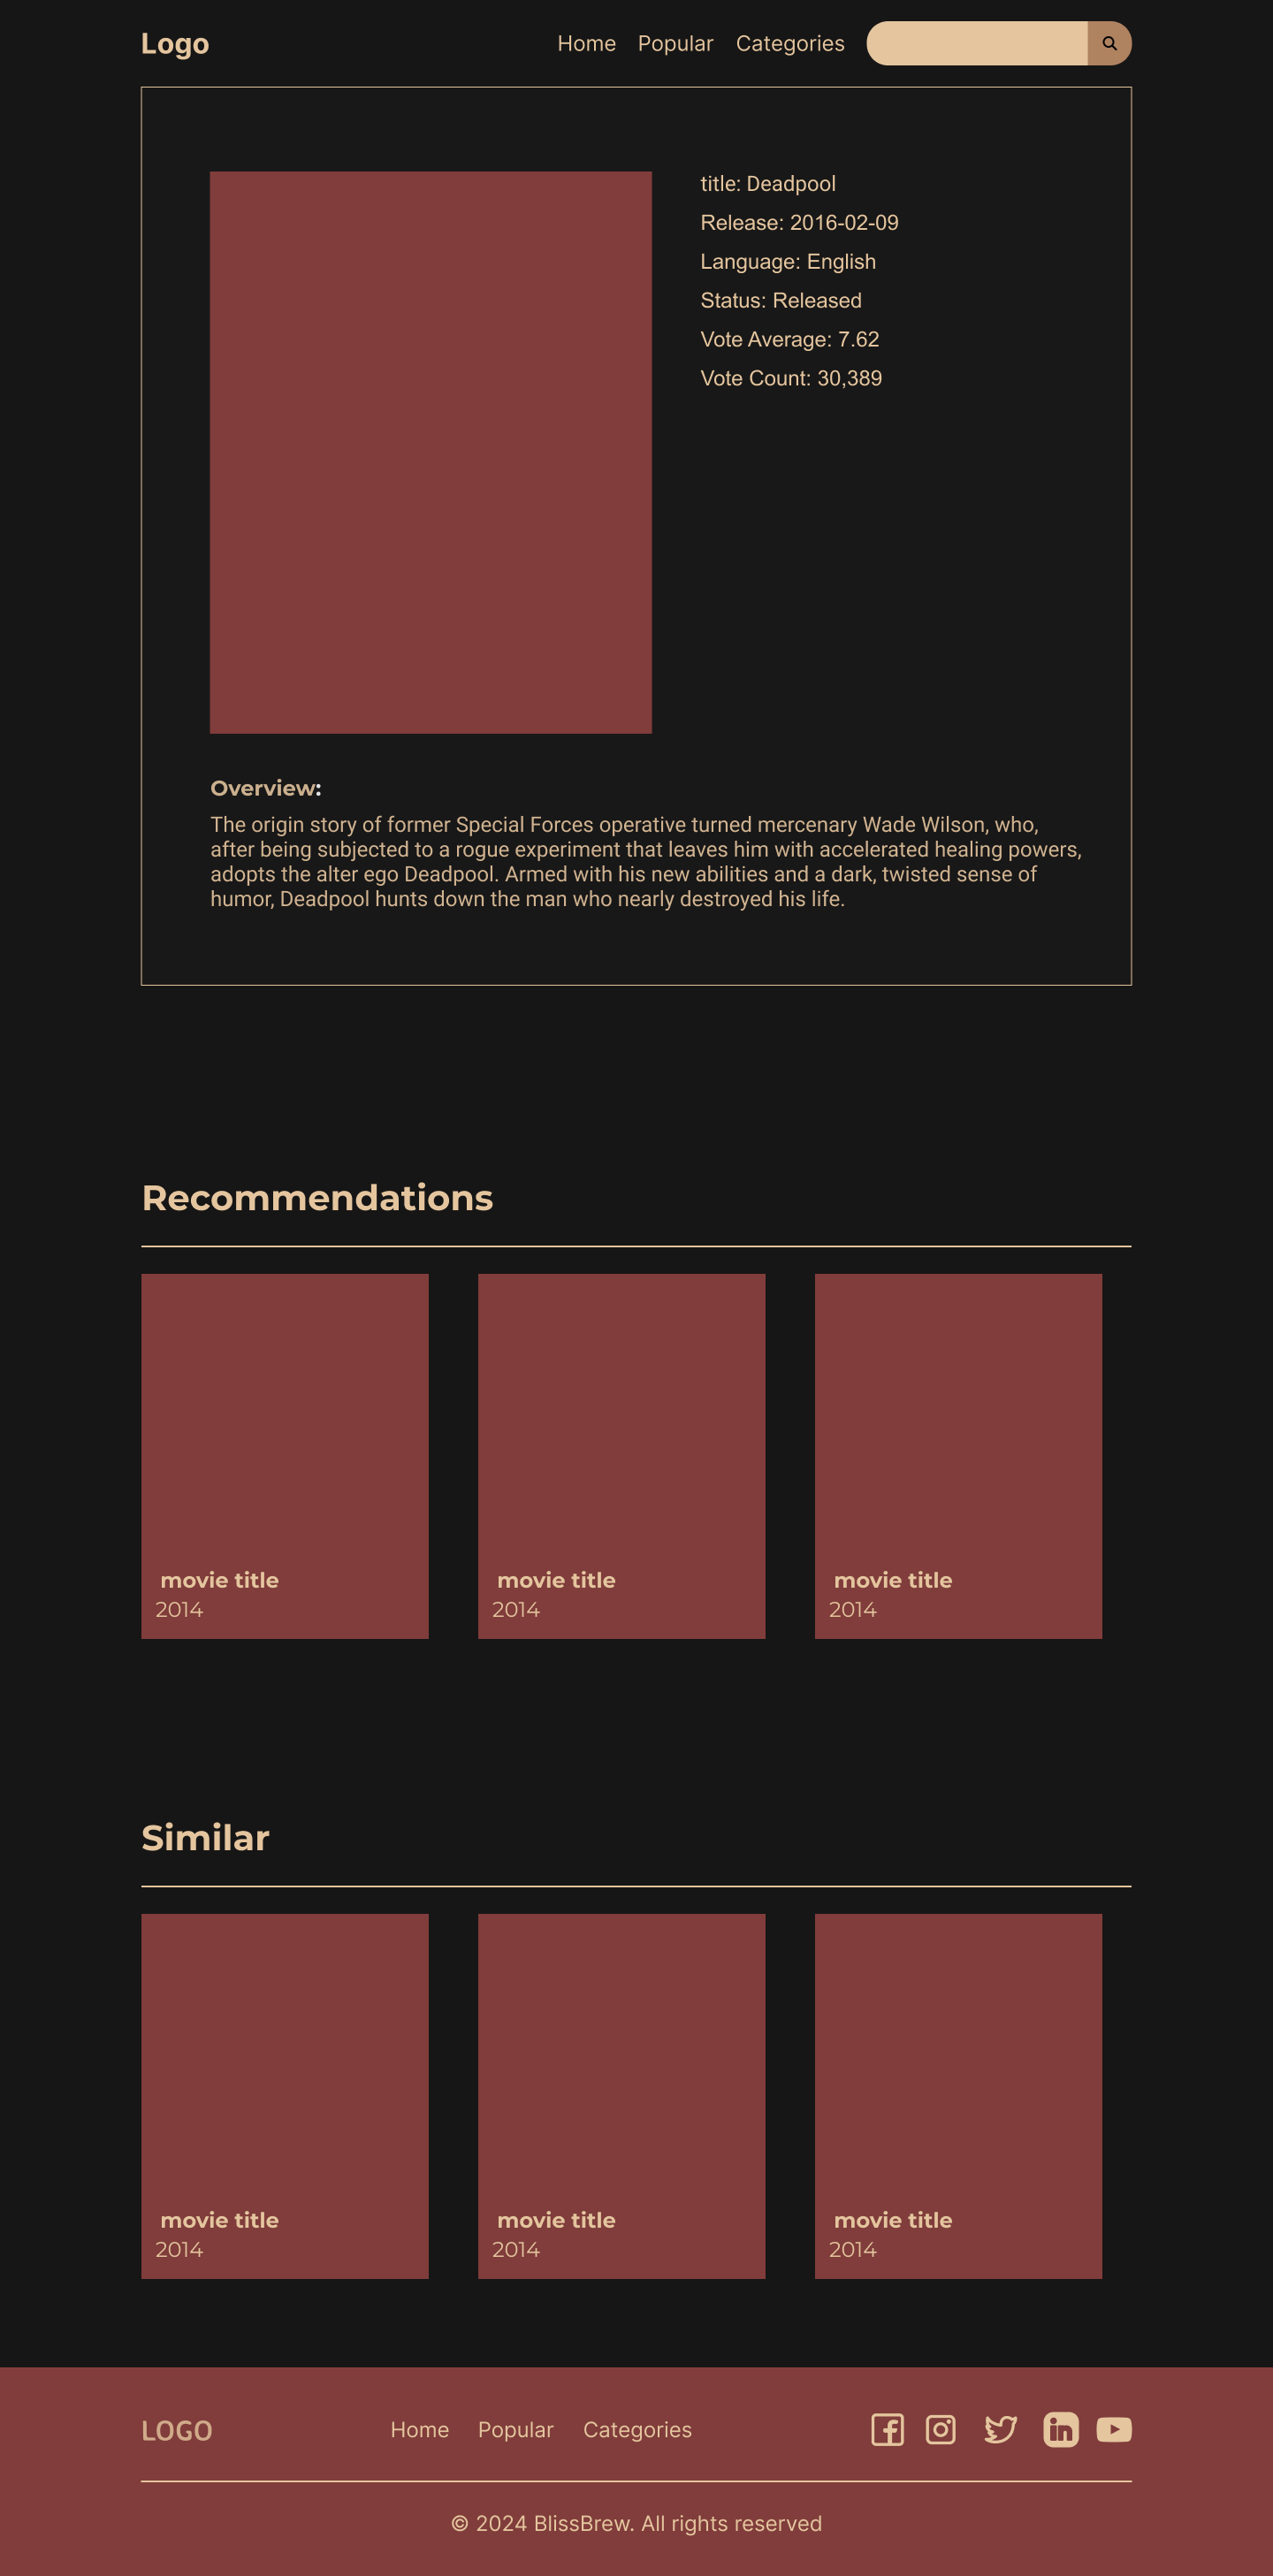 Logo
Home Popular Categories
title: Deadpool
Release: 2016-02-09
Language: English
Status: Released
Vote Average: 7.62
Vote Count: 30,389
Overview:
The origin story of former Special Forces operative turned mercenary Wade Wilson, who,
after being subjected to a rogue experiment that leaves him with accelerated healing powers,
adopts the alter ego Deadpool. Armed with his new abilities and a dark, twisted sense of
humor, Deadpool hunts down the man who nearly destroyed his life.
Recommendations
movie title movie title movie title
2014 2014 2014
Similar
movie title movie title movie title
2014 2014 2014
LOGO Home Popular Categories
© 2024 BlissBrew. All rights reserved